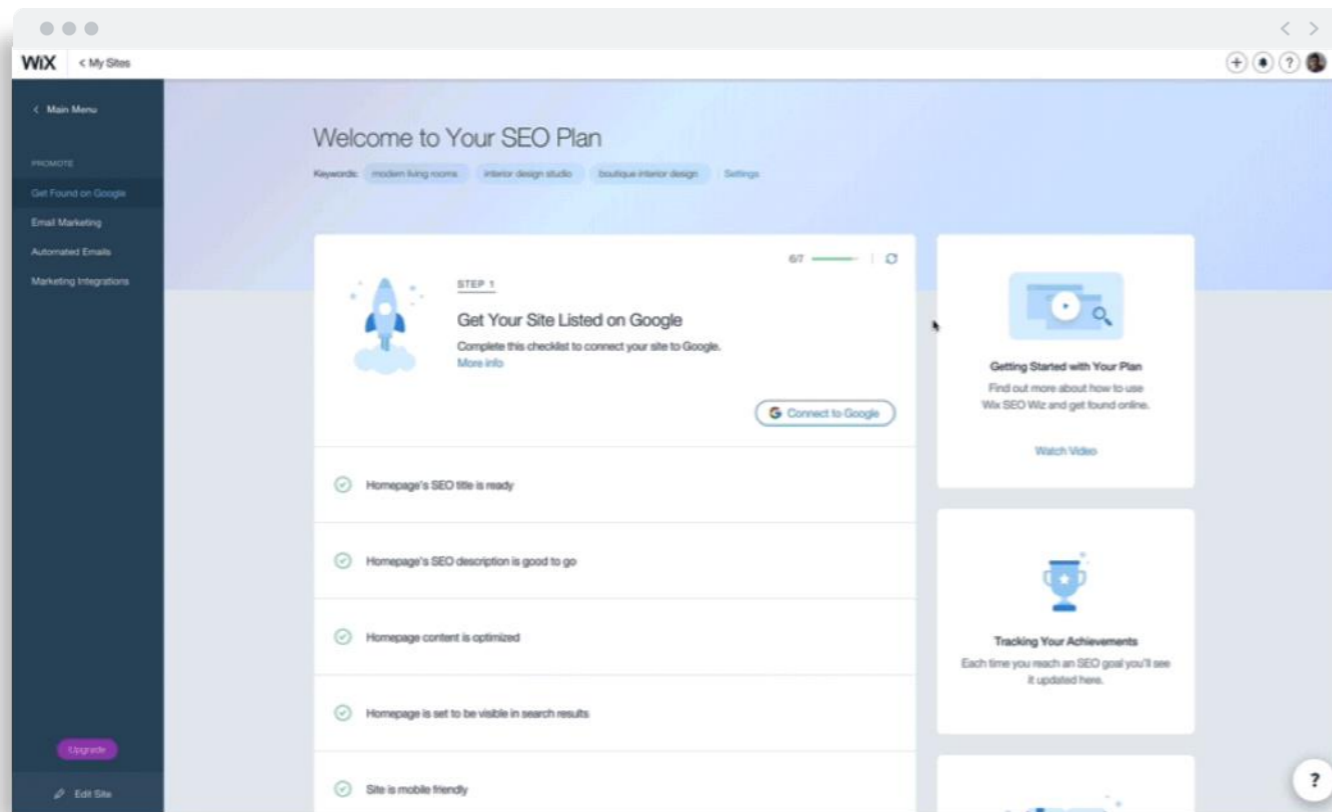 WiX
< My Sites
+
?
< Main Menu
PROMOTE
Get Found on Google
Email Marketing
Automated Emails
Marketing Integrations
Upgrade
Edit Site
Welcome to Your SEO Plan
Keywords: modern living rooms interior design studio boutique interior design Settings
6/7
STEP 1
Get Your Site Listed on Google
Complete this checklist to connect your site to Google.
More info
G Connect to Google
Homepage's SEO title is ready
Homepage's SEO description is good to go
Homepage content is optimized
Homepage is set to be visible in search results
Site is mobile friendly
Getting Started with Your Plan
Find out more about how to use
Wix SEO Wiz and get found online.
Watch Video
Tracking Your Achievements
Each time you reach an SEO goal you'll see
it updated here.
?